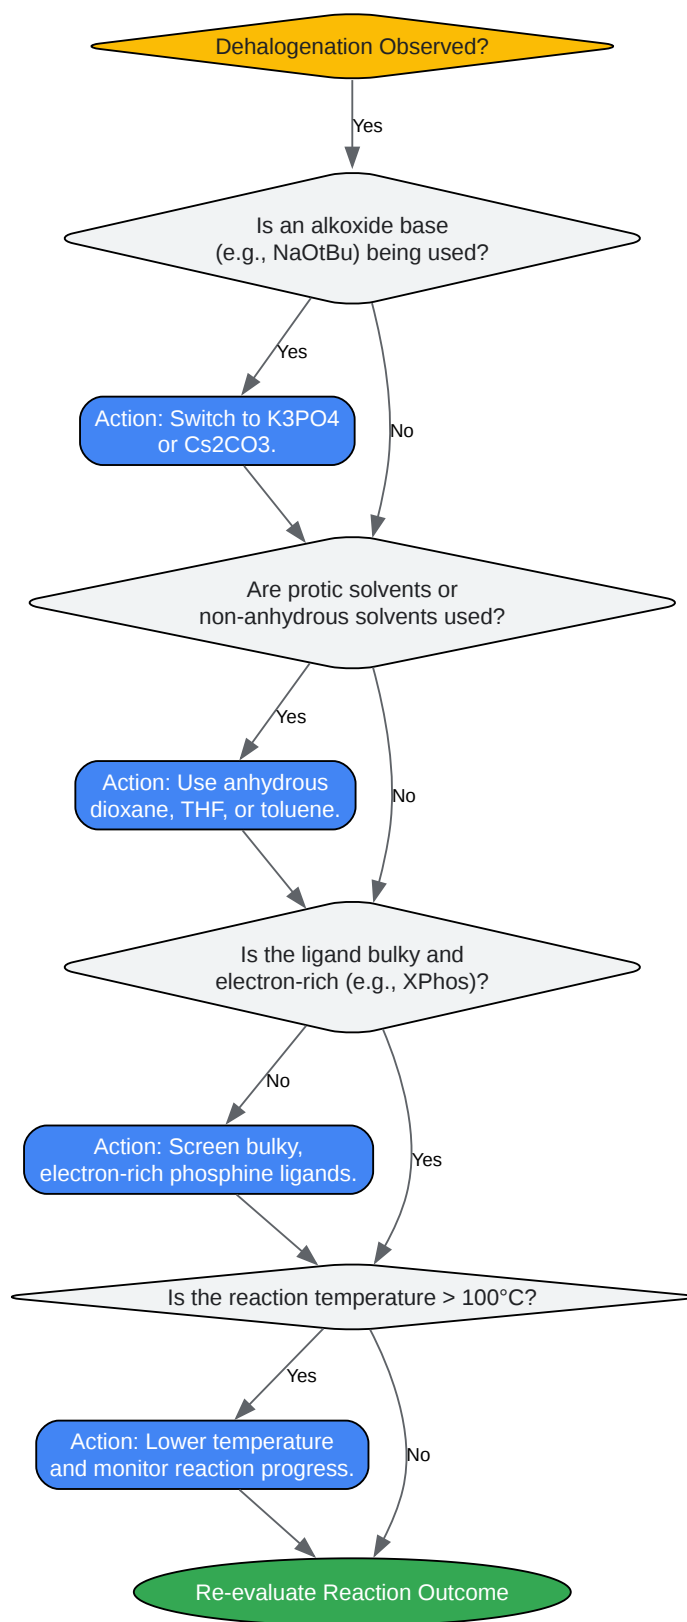 Dehalogenation Observed?
Yes
Is an alkoxide base
(e.g., NaOtBu) being used?
Yes
Action: Switch to K3PO4
or Cs2CO3.
No
Are protic solvents or
non-anhydrous solvents used?
Yes
Action: Use anhydrous
dioxane, THF, or toluene.
No
Is the ligand bulky and
electron-rich (e.g., XPhos)?
No
Action: Screen bulky,
electron-rich phosphine ligands.
Yes
Is the reaction temperature > 100°C?
Yes
Action: Lower temperature
and monitor reaction progress.
No
Re-evaluate Reaction Outcome